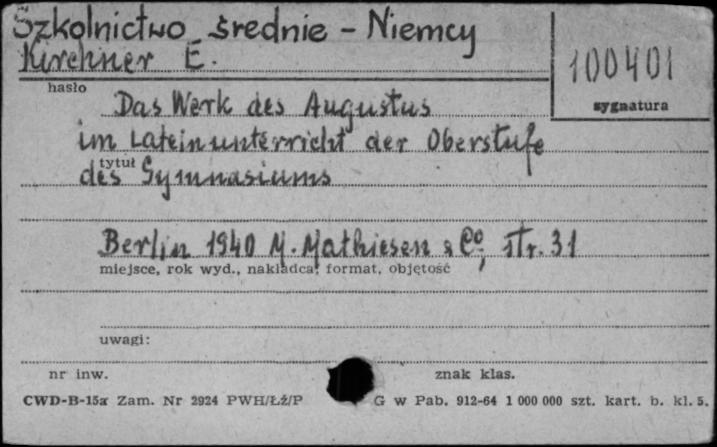 Szkolnictwo średnie - Niemcy
Kirchner E.
100401
hasło
sygnatura
Das Werk des Augustus
im Lateinunterricht der Oberstufe
tytuł
des Gymnasiums
Berlin 1940 M. Mathiesen & Co, str. 31
miejsce, rok wyd., nakładca, format, objętość
uwagi:
nr inw.
znak klas.
CWD-B-15a Zam. Nr 2924 PWH/Łź/P
G w Pab. 912-64 1 000 000 szt. kart. b. kl. 5.